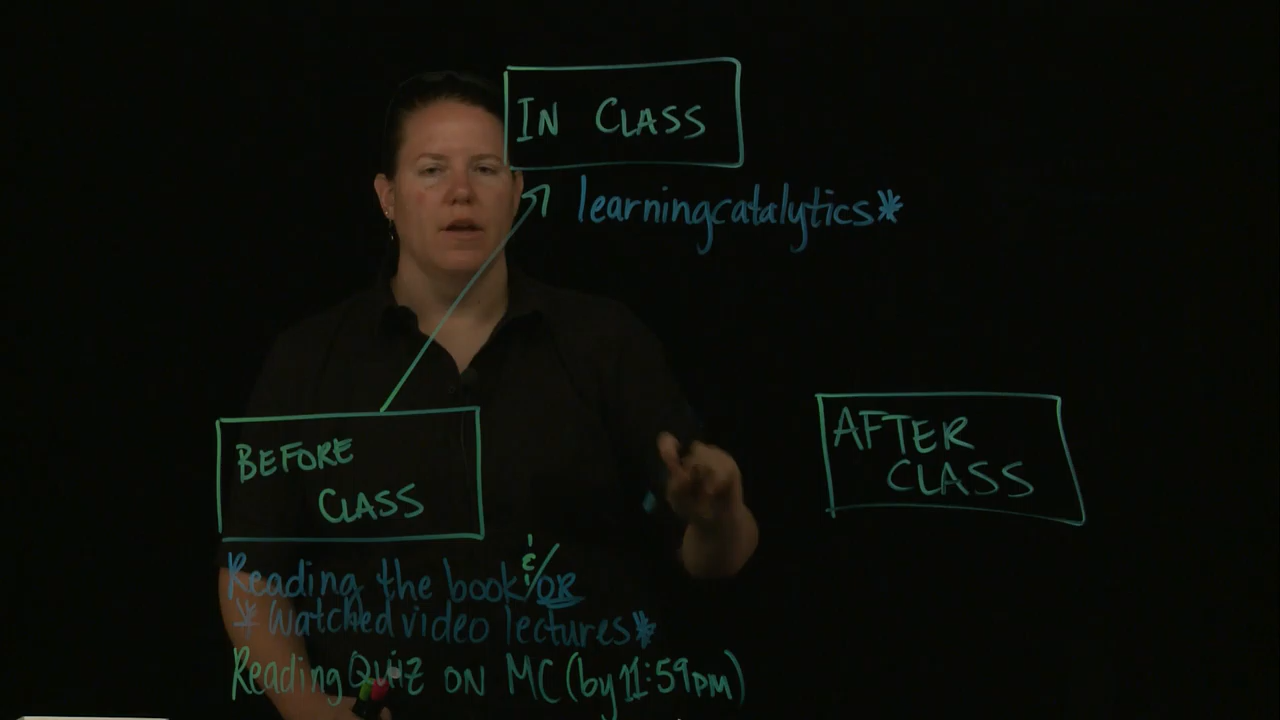 IN CLASS
learningcatalytics*
BEFORE
CLASS
AFTER
CLASS
Reading the book &/OR
* Watched video lectures*
Reading Quiz ON MC (by 11:59PM)